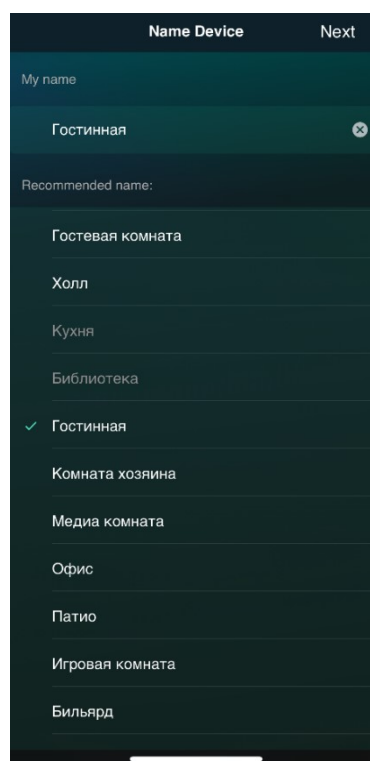 Name Device
Next
My name
Гостинная
Recommended name:
Гостевая комната
Холл
Кухня
Библиотека
Гостинная
Комната хозяина
Медиа комната
Офис
Патио
Игровая комната
Бильярд